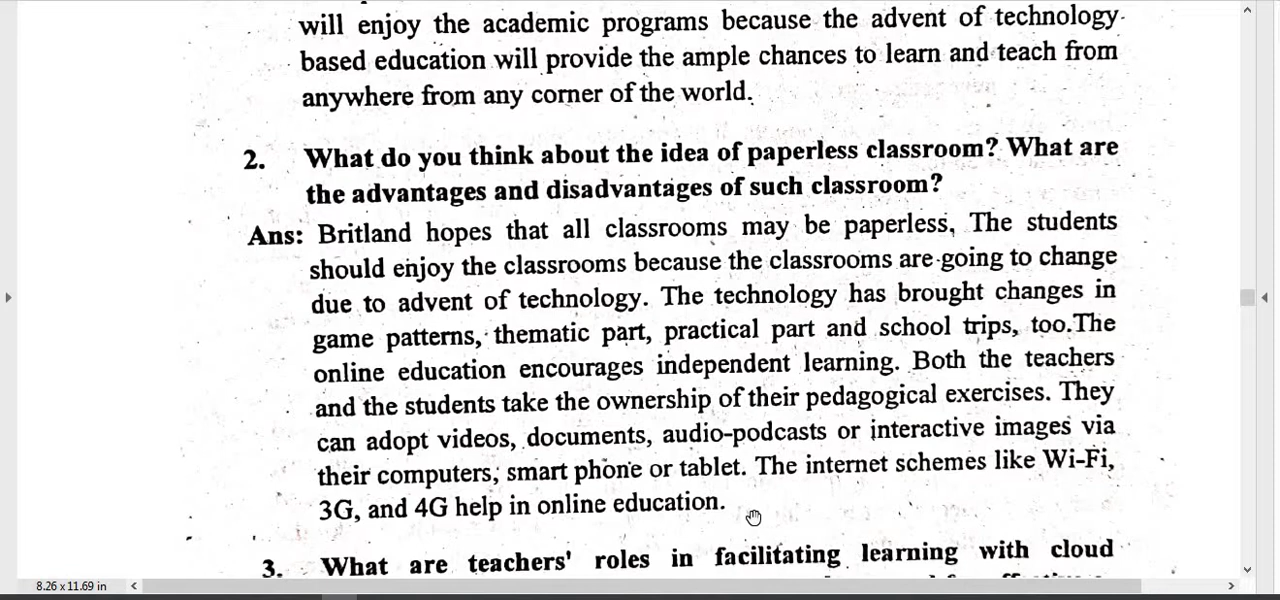 will enjoy the academic programs because the advent of technology-
based education will provide the ample chances to learn and teach from
anywhere from any corner of the world.
2. What do you think about the idea of paperless classroom? What are
the advantages and disadvantages of such classroom?
Ans: Britland hopes that all classrooms may be paperless, The students
should enjoy the classrooms because the classrooms are going to change
due to advent of technology. The technology has brought changes in
game patterns, thematic part, practical part and school trips, too.The
online education encourages independent learning. Both the teachers
and the students take the ownership of their pedagogical exercises. They
can adopt videos, documents, audio-podcasts or interactive images via
their computers, smart phone or tablet. The internet schemes like Wi-Fi,
3G, and 4G help in online education.
3. What are teachers' roles in facilitating learning with cloud
8.26 x 11.69 in